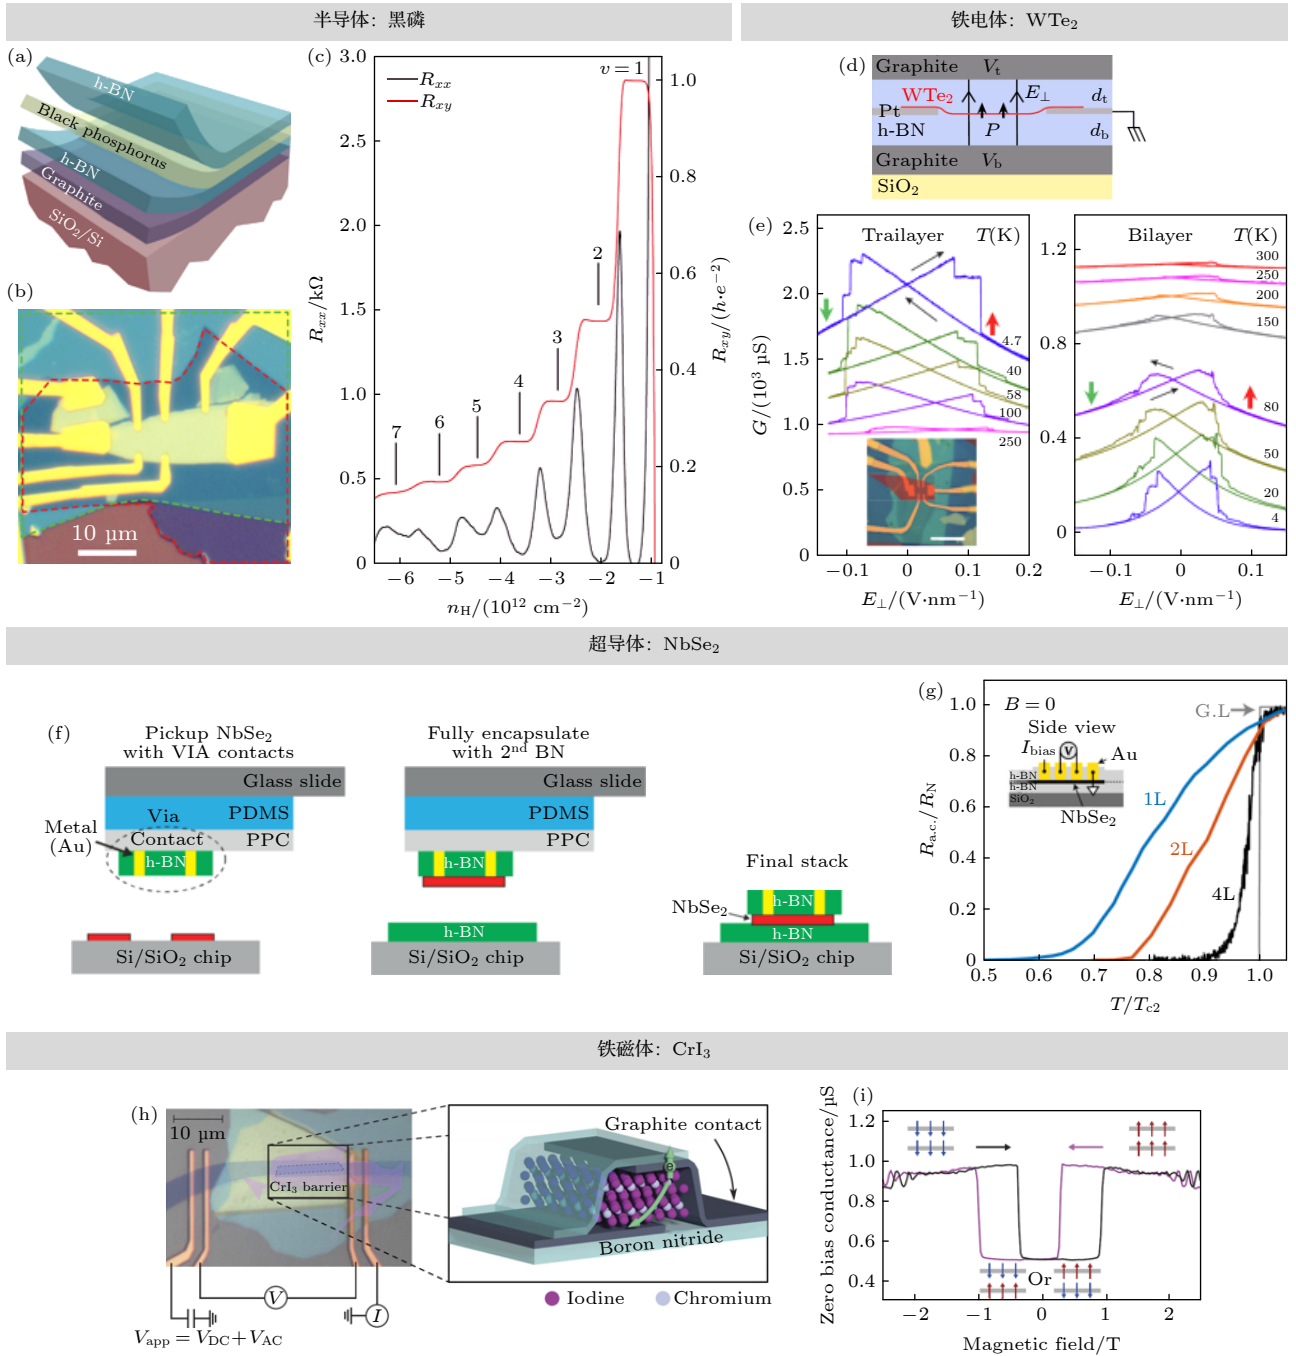 半导体：黑磷
(a)
h-BN
Black phosphorus
h-BN
Graphite
SiO2/Si
(b)
10 μm
(c)
Rxx
Rxy
v = 1
2
3
4
5
6
7
3.0
2.5
2.0
1.5
1.0
0.5
0
Rxx/kΩ
1.0
0.8
0.6
0.4
0.2
0
Rxy/(h·e−2)
−6 −5 −4 −3 −2 −1
nH/(10¹² cm−2)
铁电体：WTe2
(d)
Graphite Vt
WTe2 E⊥ dt
Pt
h-BN P db
Graphite Vb
SiO2
(e)
Trailayer T(K)
2.5
2.0
1.5
1.0
0.5
0
G/(10³ μS)
4.7
40
58
100
250
−0.1 0 0.1 0.2
E⊥/(V·nm−1)
Bilayer T(K)
1.2
0.8
0.4
0
300
250
200
150
80
50
20
4
−0.1 0 0.1
E⊥/(V·nm−1)
超导体：NbSe2
(f)
Pickup NbSe2
with VIA contacts
Glass slide
Via
PDMS
Metal
(Au)
Contact
PPC
h-BN
Si/SiO2 chip
Fully encapsulate
with 2nd BN
Glass slide
PDMS
PPC
h-BN
h-BN
Si/SiO2 chip
Final stack
h-BN
NbSe2
h-BN
Si/SiO2 chip
(g)
B = 0
G.L
Side view
Ibias
V
Au
h-BN
h-BN
SiO2
NbSe2
1L
2L
4L
1.0
0.8
0.6
0.4
0.2
0
Ra.c./RN
0.5 0.6 0.7 0.8 0.9 1.0
T/Tc2
铁磁体：CrI3
(h)
10 μm
CrI3 barrier
V
I
Vapp = VDC + VAC
Graphite contact
e
Boron nitride
Iodine
Chromium
(i)
1.2
1.0
0.8
0.6
0.4
Zero bias conductance/μS
Or
−2 −1 0 1 2
Magnetic field/T